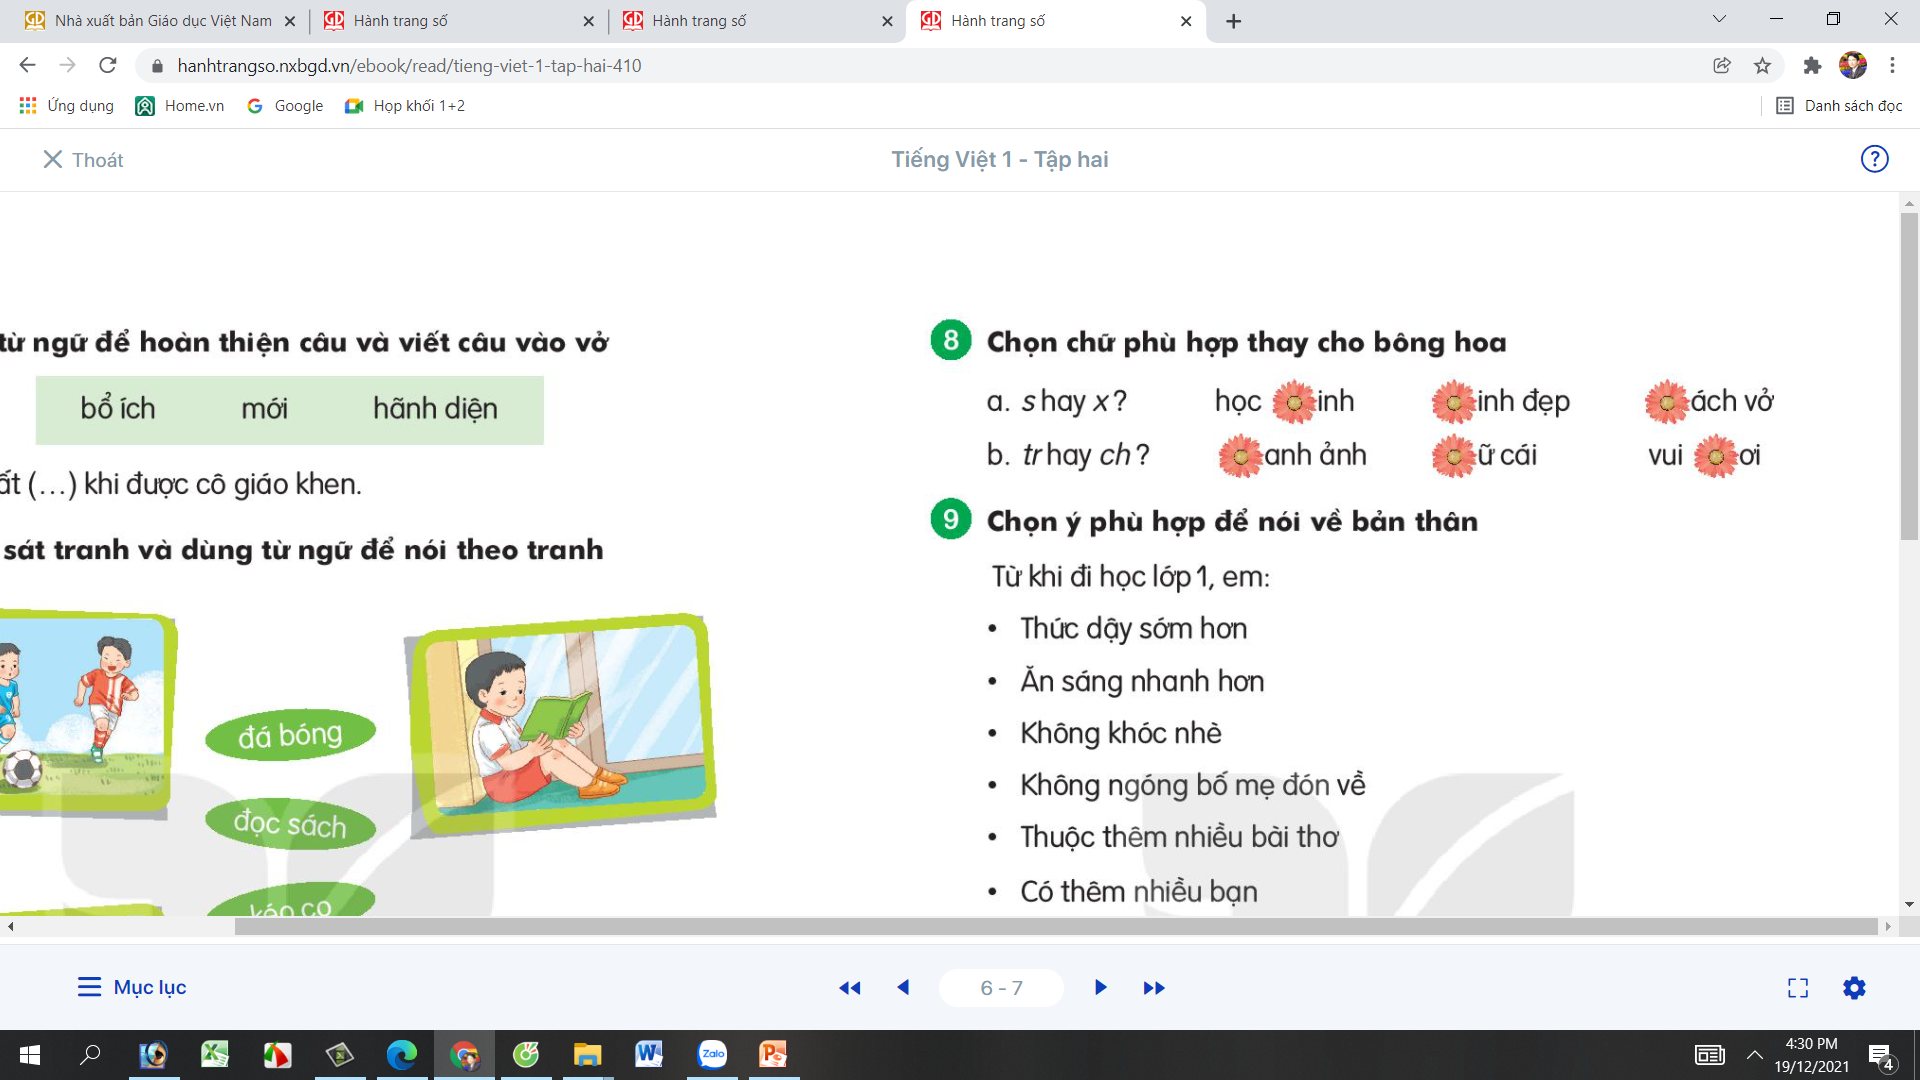 Nhà xuất bản Giáo dục Việt Nam
Hành trang số
Hành trang số
Hành trang số
hanhtrangso.nxbgd.vn/ebook/read/tieng-viet-1-tap-hai-410
Ứng dụng
Home.vn
Google
Họp khối 1+2
Danh sách đọc
Thoát
Tiếng Việt 1 - Tập hai
từ ngữ để hoàn thiện câu và viết câu vào vở
bổ ích mới hãnh diện
(...) khi được cô giáo khen.
sát tranh và dùng từ ngữ để nói theo tranh
đá bóng
đọc sách
kéo co
8 Chọn chữ phù hợp thay cho bông hoa
a. s hay x? học inh inh đẹp ách vở
b. tr hay ch? anh ảnh ữ cái vui ơi
9 Chọn ý phù hợp để nói về bản thân
Từ khi đi học lớp 1, em:
• Thức dậy sớm hơn
• Ăn sáng nhanh hơn
• Không khóc nhè
• Không ngóng bố mẹ đón về
• Thuộc thêm nhiều bài thơ
• Có thêm nhiều bạn
Mục lục
6 - 7
Zalo
4:30 PM
19/12/2021
4